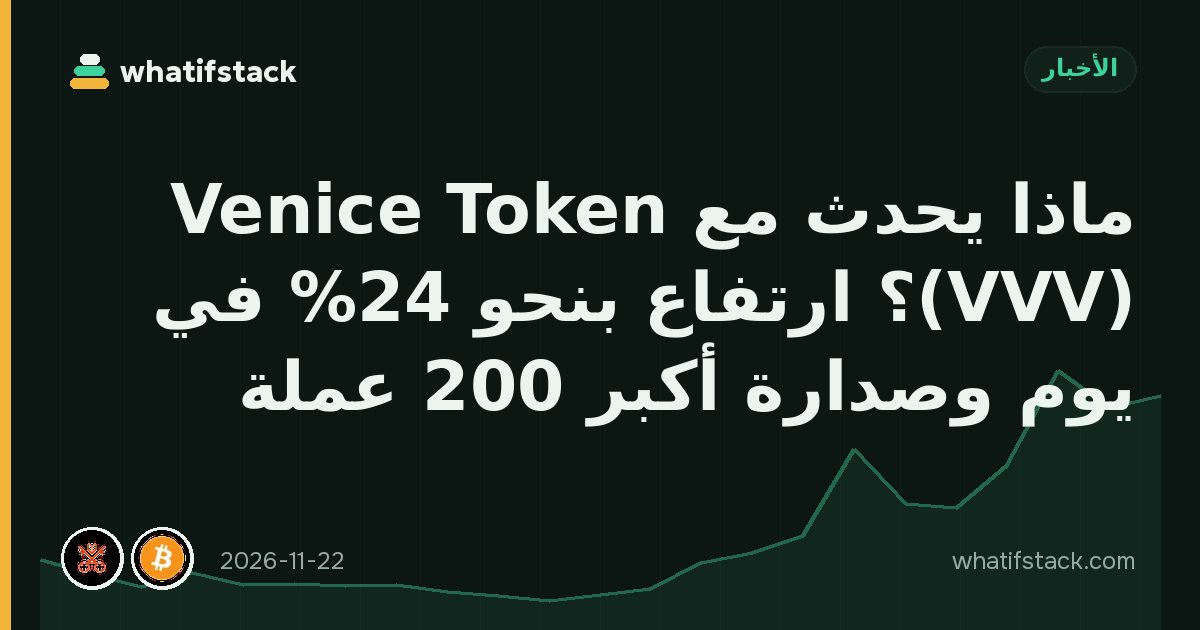 whatifstack
الأخبار
ماذا يحدث مع Venice Token
(VVV)؟ ارتفاع بنحو 24% في
يوم وصدارة أكبر 200 عملة
2026-11-22
whatifstack.com